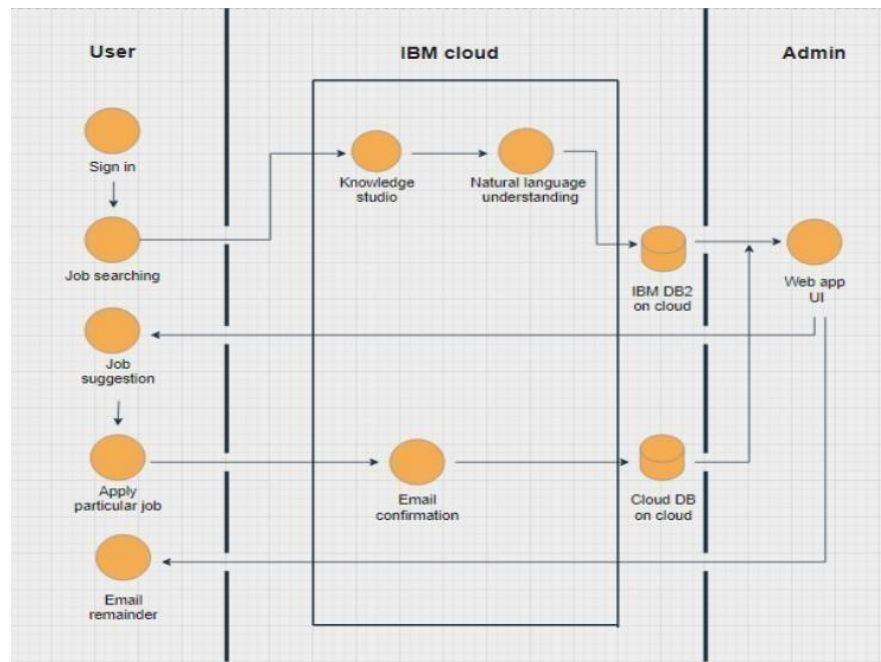 User
IBM cloud
Admin
Sign in
Knowledge
studio
Natural language
understanding
Job searching
IBM DB2
on cloud
Web app
UI
Job
suggestion
Apply
particular job
Email
confirmation
Cloud DB
on cloud
Email
remainder